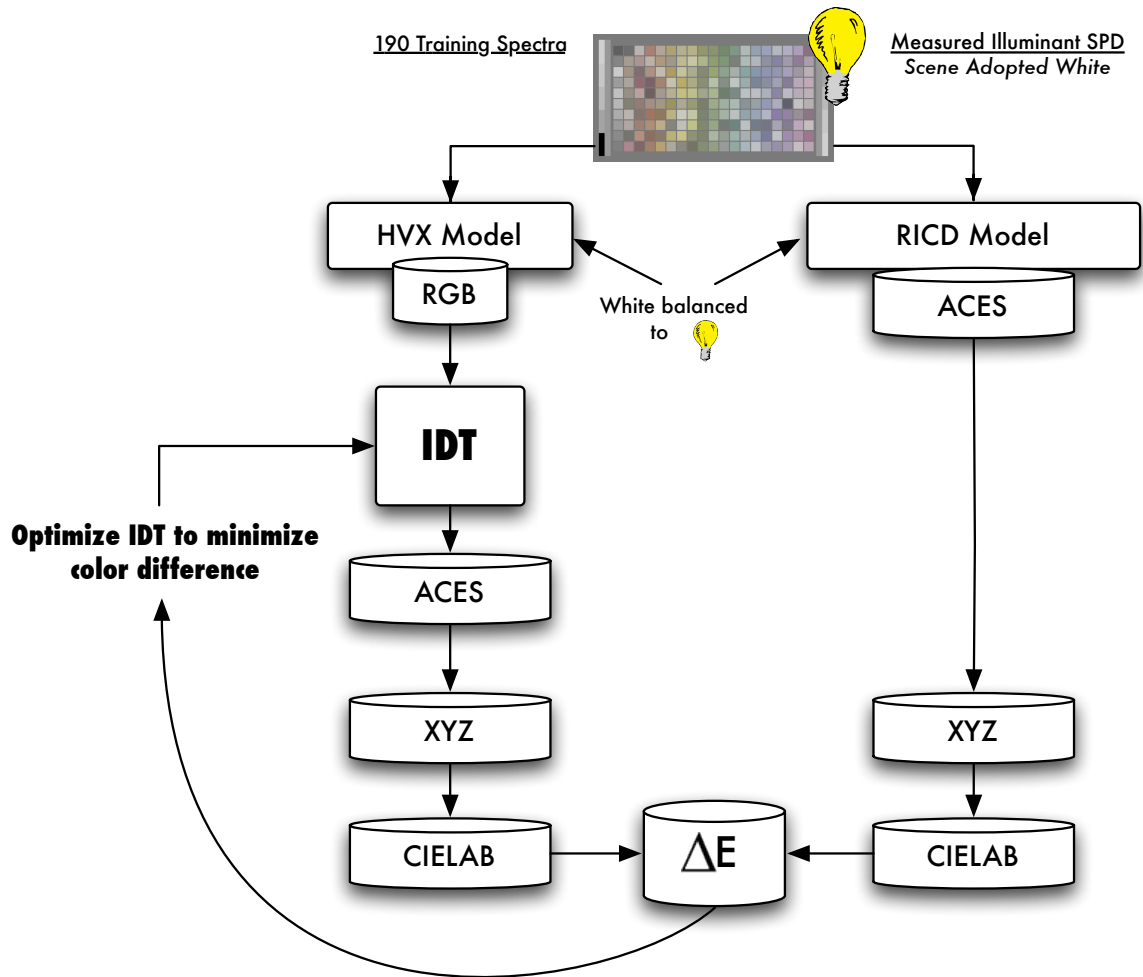 190 Training Spectra
Measured Illuminant SPD
Scene Adopted White
HVX Model
RICD Model
RGB
ACES
White balanced
to
IDT
Optimize IDT to minimize
color difference
ACES
XYZ
XYZ
CIELAB
ΔE
CIELAB